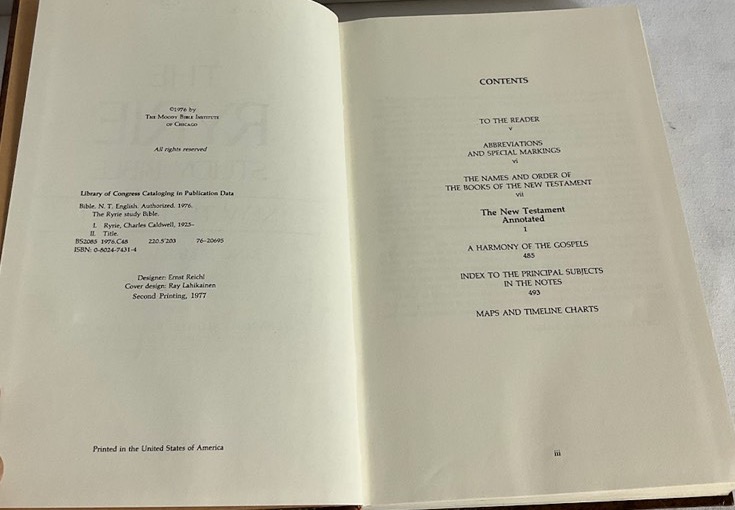 ©1976 by
The Moody Bible Institute
of Chicago
All rights reserved
Library of Congress Cataloging in Publication Data
Bible. N. T. English. Authorized. 1976.
The Ryrie study Bible.
I. Ryrie, Charles Caldwell, 1925–
II. Title.
BS2085 1976.C48 220.5'203 76-20695
ISBN: 0-8024-7431-4
Designer: Ernst Reichl
Cover design: Ray Lahikainen
Second Printing, 1977
Printed in the United States of America
CONTENTS
TO THE READER
v
ABBREVIATIONS
AND SPECIAL MARKINGS
vi
THE NAMES AND ORDER OF
THE BOOKS OF THE NEW TESTAMENT
vii
The New Testament
Annotated
1
A HARMONY OF THE GOSPELS
485
INDEX TO THE PRINCIPAL SUBJECTS
IN THE NOTES
493
MAPS AND TIMELINE CHARTS
iii